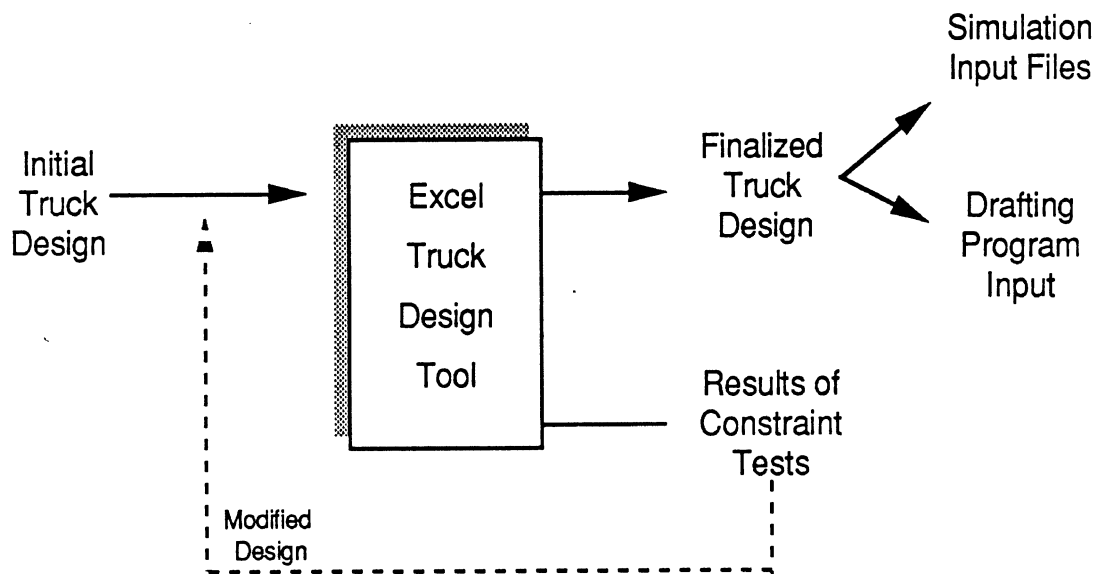 Initial
Truck
Design
Excel
Truck
Design
Tool
Finalized
Truck
Design
Simulation
Input Files
Drafting
Program
Input
Results of
Constraint
Tests
Modified
Design